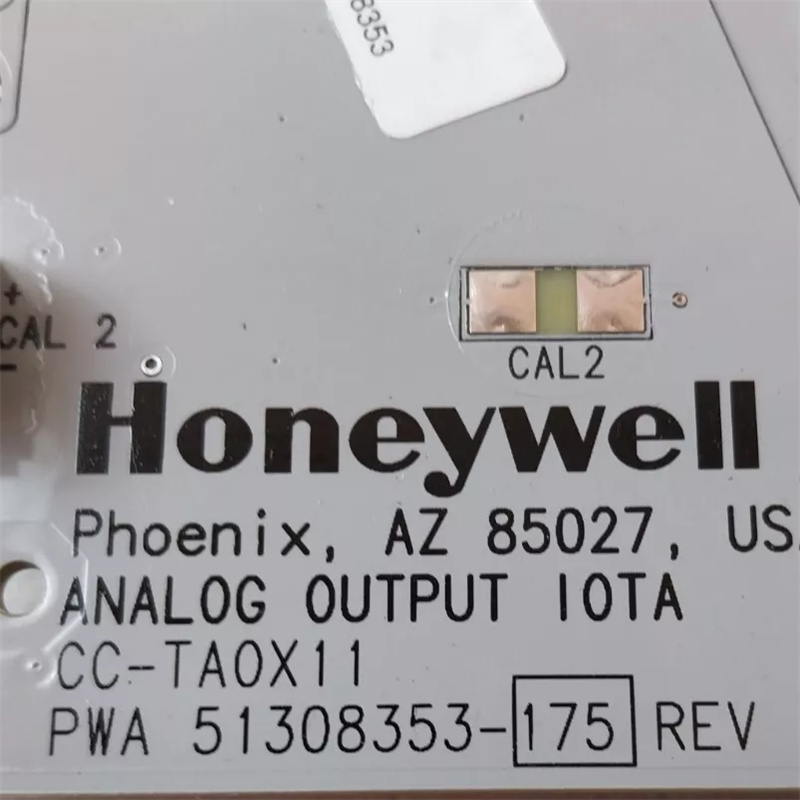 8353
+
CAL 2
-
CAL2
Honeywell
Phoenix, AZ 85027, US
ANALOG OUTPUT IOTA
CC-TAOX11
PWA 51308353-175 REV